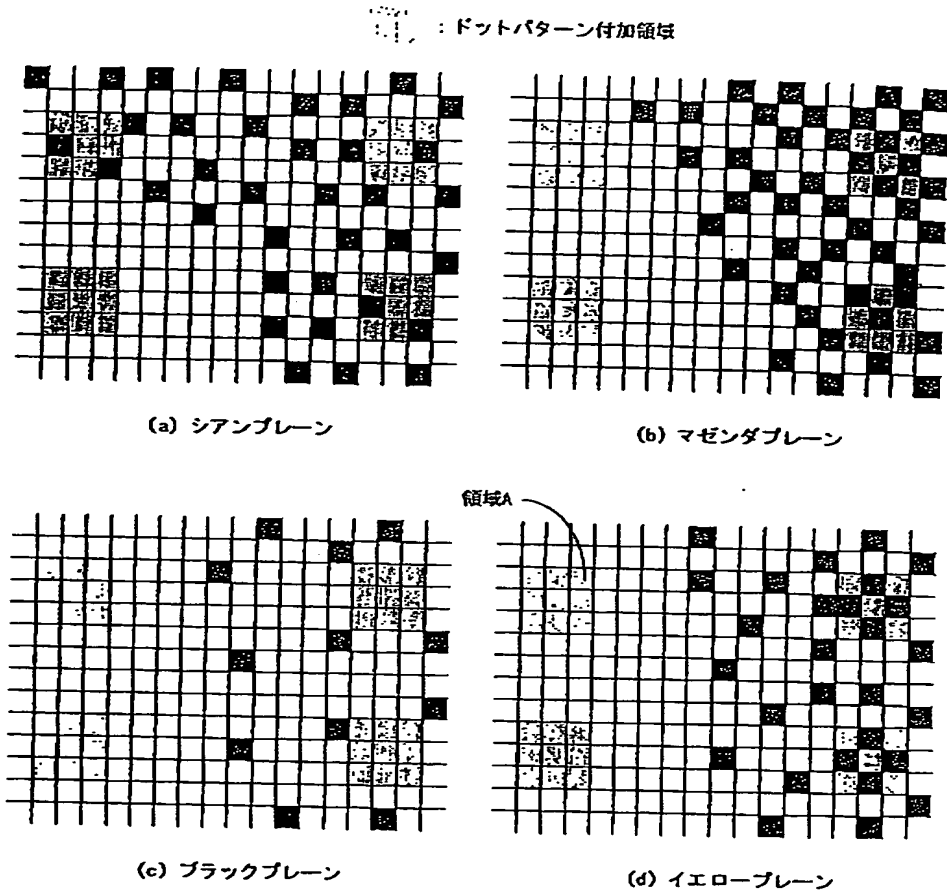 ：ドットパターン付加領域
(a) シアンプレーン
(b) マゼンダプレーン
領域A
(c) ブラックプレーン
(d) イエロープレーン